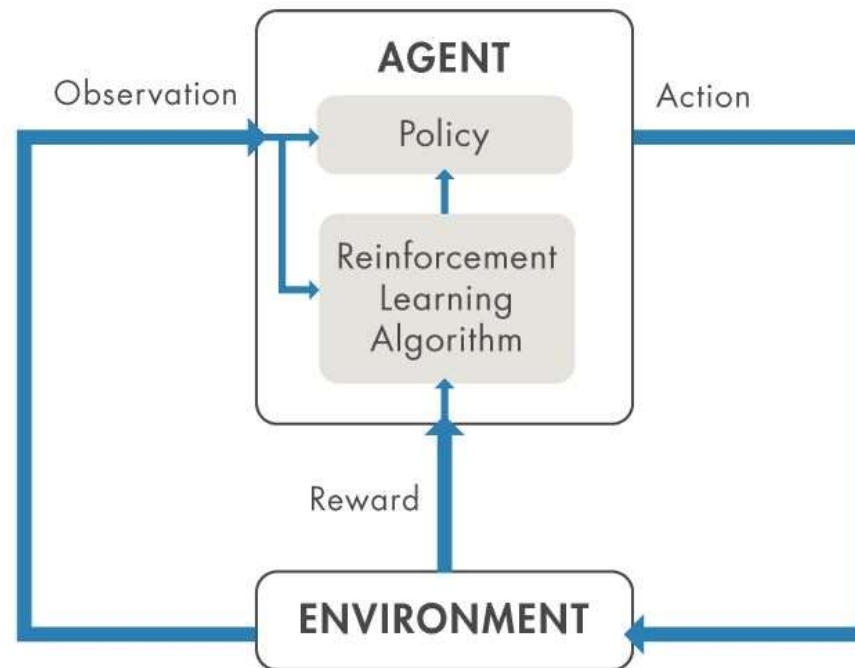 AGENT
Observation
Action
Policy
Reinforcement
Learning
Algorithm
Reward
ENVIRONMENT